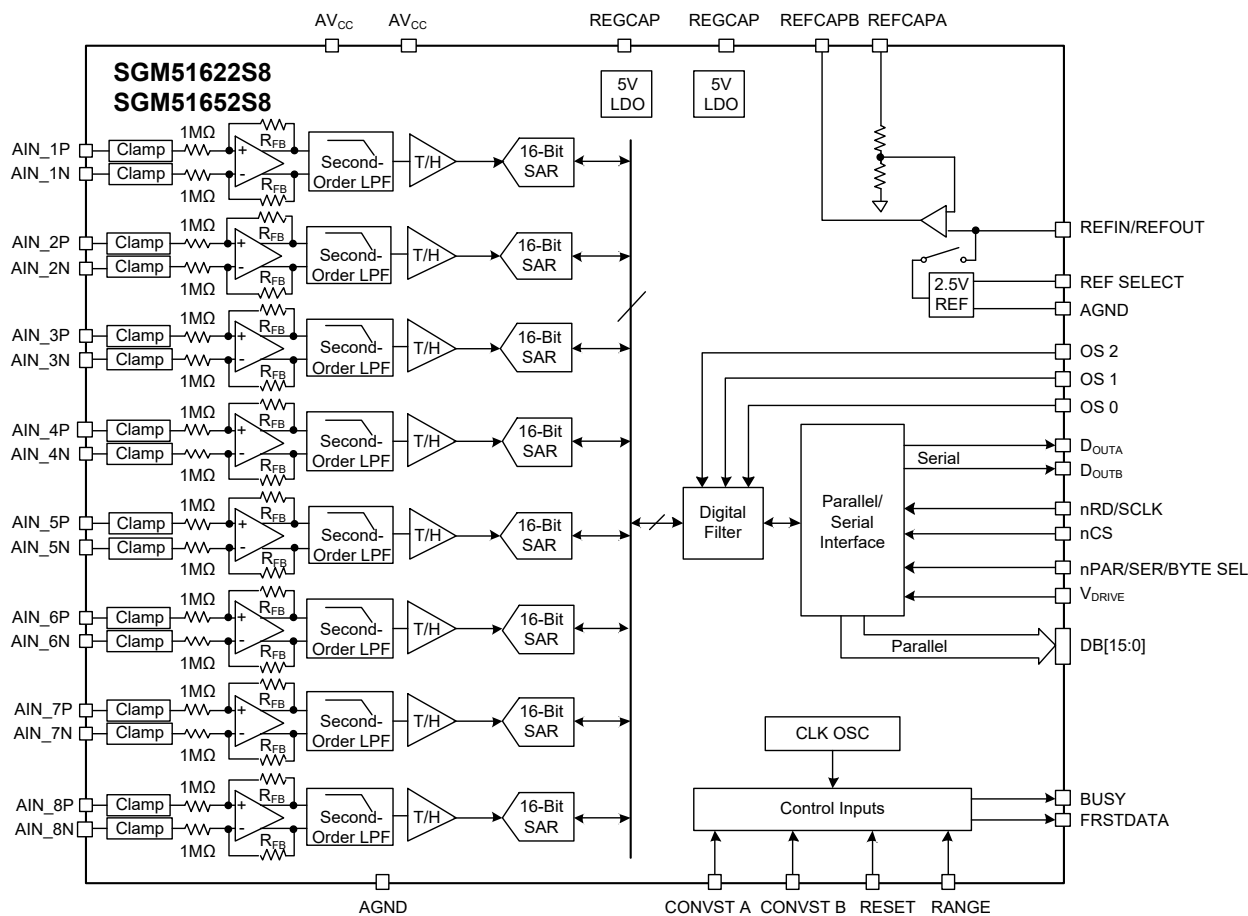 AVCC AVCC REGCAP REGCAP REFCAPB REFCAPA
SGM51622S8
SGM51652S8
5V
LDO
5V
LDO
AIN_1P Clamp 1MΩ + RFB
AIN_1N Clamp 1MΩ - RFB
Second-
Order LPF
T/H
16-Bit
SAR
AIN_2P Clamp 1MΩ + RFB
AIN_2N Clamp 1MΩ - RFB
Second-
Order LPF
T/H
16-Bit
SAR
AIN_3P Clamp 1MΩ + RFB
AIN_3N Clamp 1MΩ - RFB
Second-
Order LPF
T/H
16-Bit
SAR
AIN_4P Clamp 1MΩ + RFB
AIN_4N Clamp 1MΩ - RFB
Second-
Order LPF
T/H
16-Bit
SAR
AIN_5P Clamp 1MΩ + RFB
AIN_5N Clamp 1MΩ - RFB
Second-
Order LPF
T/H
16-Bit
SAR
AIN_6P Clamp 1MΩ + RFB
AIN_6N Clamp 1MΩ - RFB
Second-
Order LPF
T/H
16-Bit
SAR
AIN_7P Clamp 1MΩ + RFB
AIN_7N Clamp 1MΩ - RFB
Second-
Order LPF
T/H
16-Bit
SAR
AIN_8P Clamp 1MΩ + RFB
AIN_8N Clamp 1MΩ - RFB
Second-
Order LPF
T/H
16-Bit
SAR
REFIN/REFOUT
2.5V
REF
REF SELECT
AGND
OS 2
OS 1
OS 0
Digital
Filter
Parallel/
Serial
Interface
Serial
DOUTA
DOUTB
nRD/SCLK
nCS
nPAR/SER/BYTE SEL
VDRIVE
Parallel
DB[15:0]
CLK OSC
Control Inputs
BUSY
FRSTDATA
AGND CONVST A CONVST B RESET RANGE